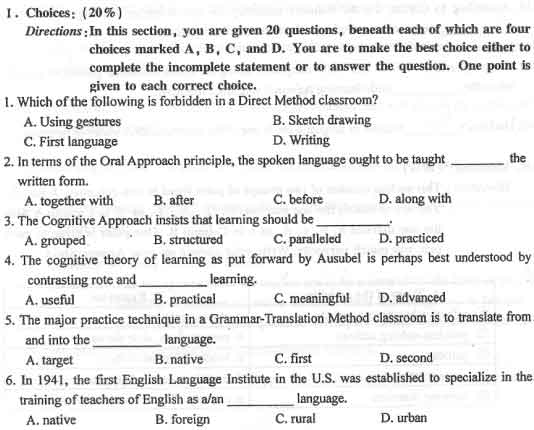 I. Choices: (20%)
Directions: In this section, you are given 20 questions, beneath each of which are four
choices marked A, B, C, and D. You are to make the best choice either to
complete the incomplete statement or to answer the question. One point is
given to each correct choice.
1. Which of the following is forbidden in a Direct Method classroom?
A. Using gestures B. Sketch drawing
C. First language D. Writing
2. In terms of the Oral Approach principle, the spoken language ought to be taught ________ the
written form.
A. together with B. after C. before D. along with
3. The Cognitive Approach insists that learning should be ________.
A. grouped B. structured C. paralleled D. practiced
4. The cognitive theory of learning as put forward by Ausubel is perhaps best understood by
contrasting rote and ________ learning.
A. useful B. practical C. meaningful D. advanced
5. The major practice technique in a Grammar-Translation Method classroom is to translate from
and into the ________ language.
A. target B. native C. first D. second
6. In 1941, the first English Language Institute in the U.S. was established to specialize in the
training of teachers of English as a/an ________ language.
A. native B. foreign C. rural D. urban